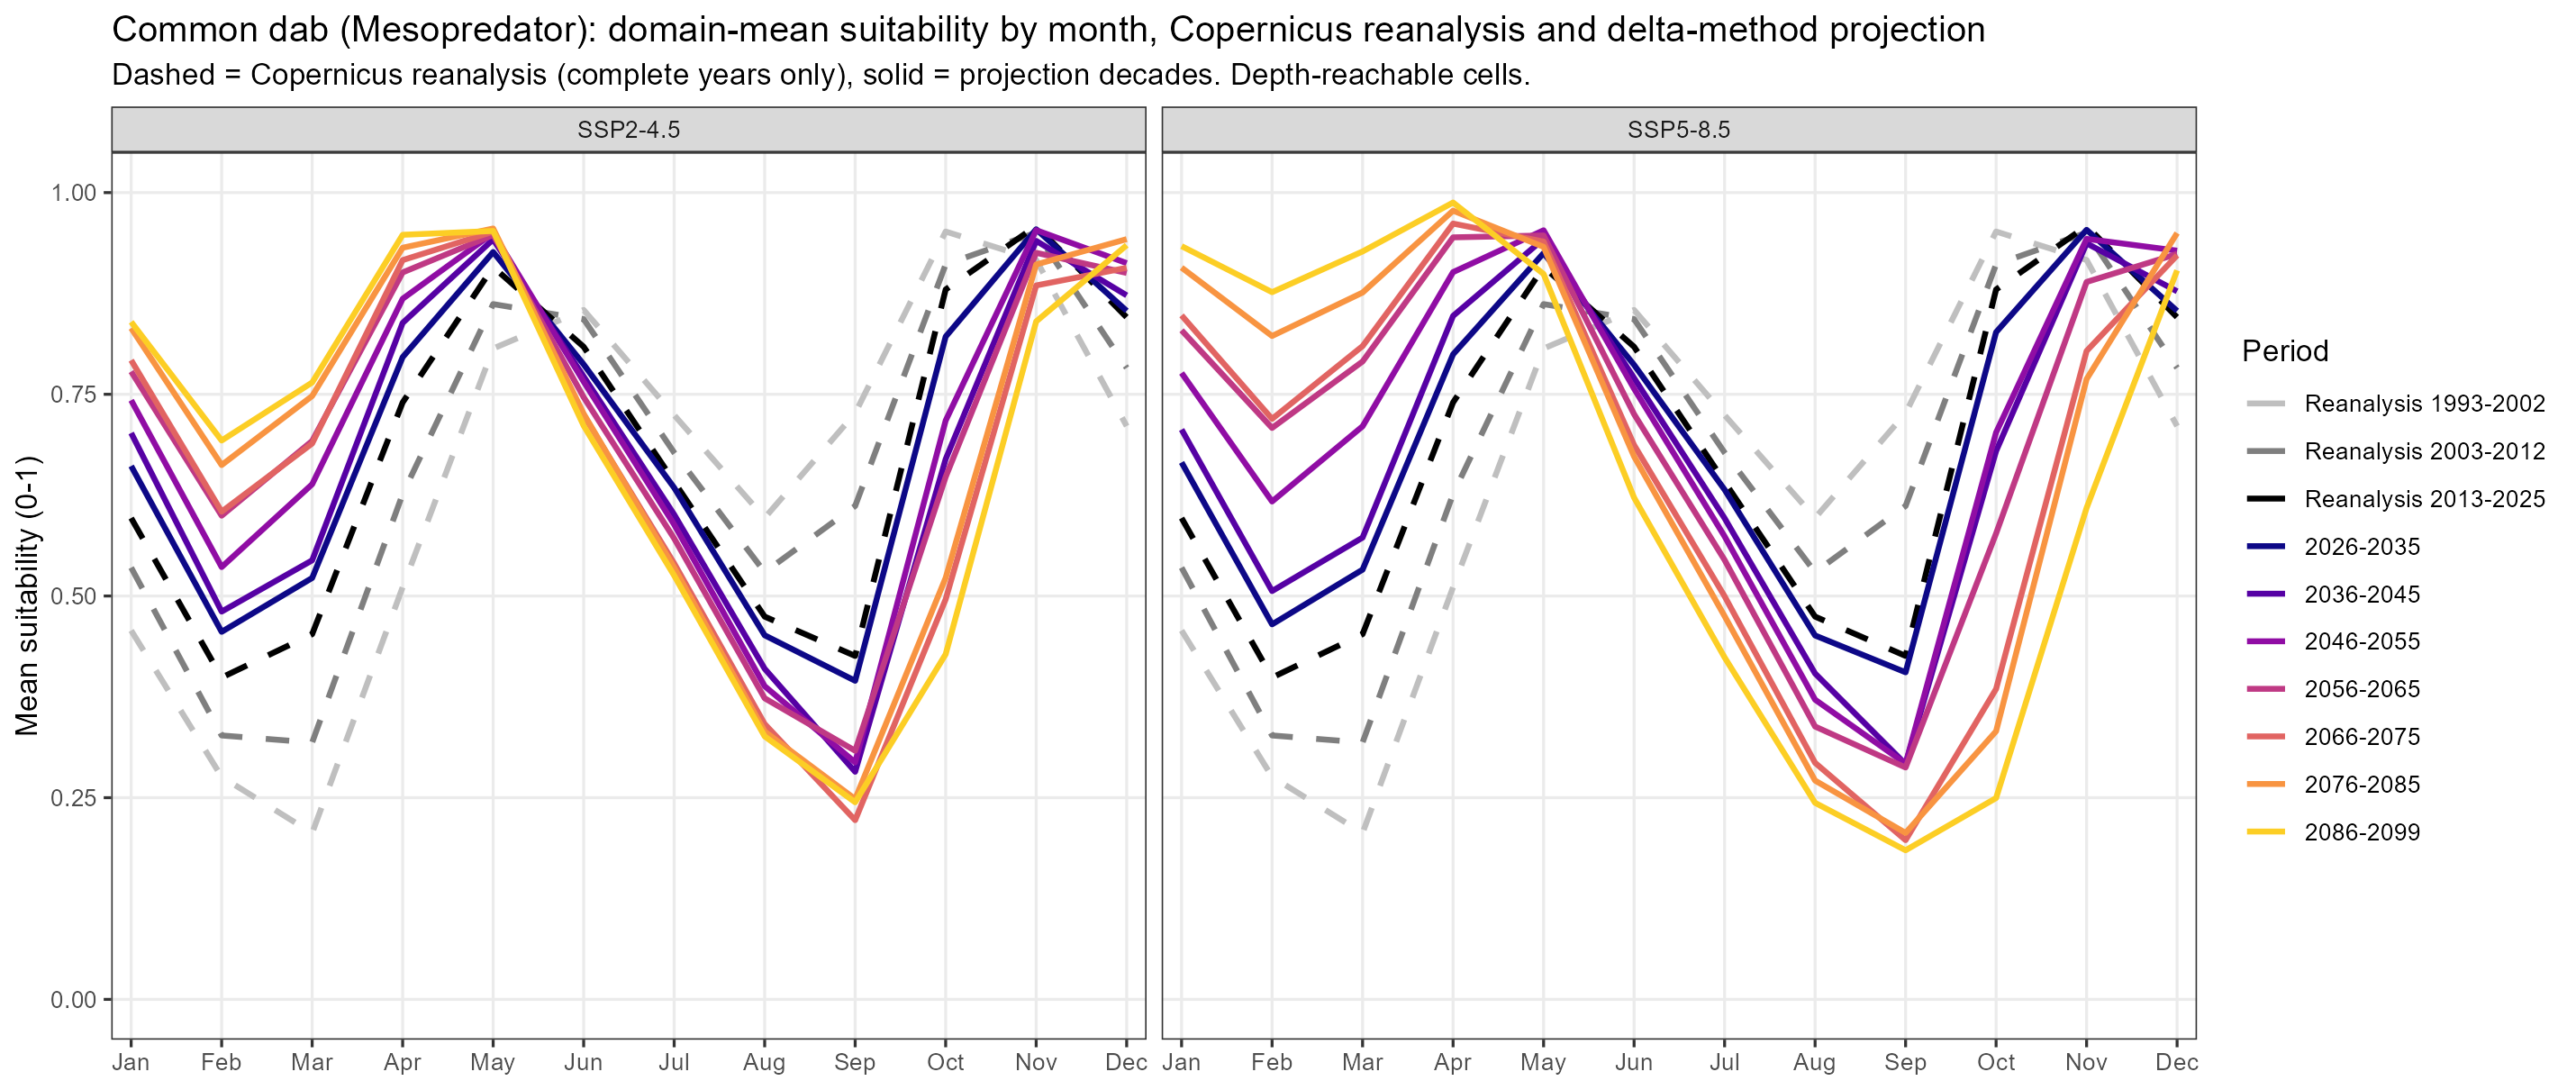 Common dab (Mesopredator): domain-mean suitability by month, Copernicus reanalysis and delta-method projection
Dashed = Copernicus reanalysis (complete years only), solid = projection decades. Depth-reachable cells.
SSP2-4.5
SSP5-8.5
Mean suitability (0-1)
1.00
0.75
0.50
0.25
0.00
Jan Feb Mar Apr May Jun Jul Aug Sep Oct Nov Dec
Jan Feb Mar Apr May Jun Jul Aug Sep Oct Nov Dec
Period
Reanalysis 1993-2002
Reanalysis 2003-2012
Reanalysis 2013-2025
2026-2035
2036-2045
2046-2055
2056-2065
2066-2075
2076-2085
2086-2099